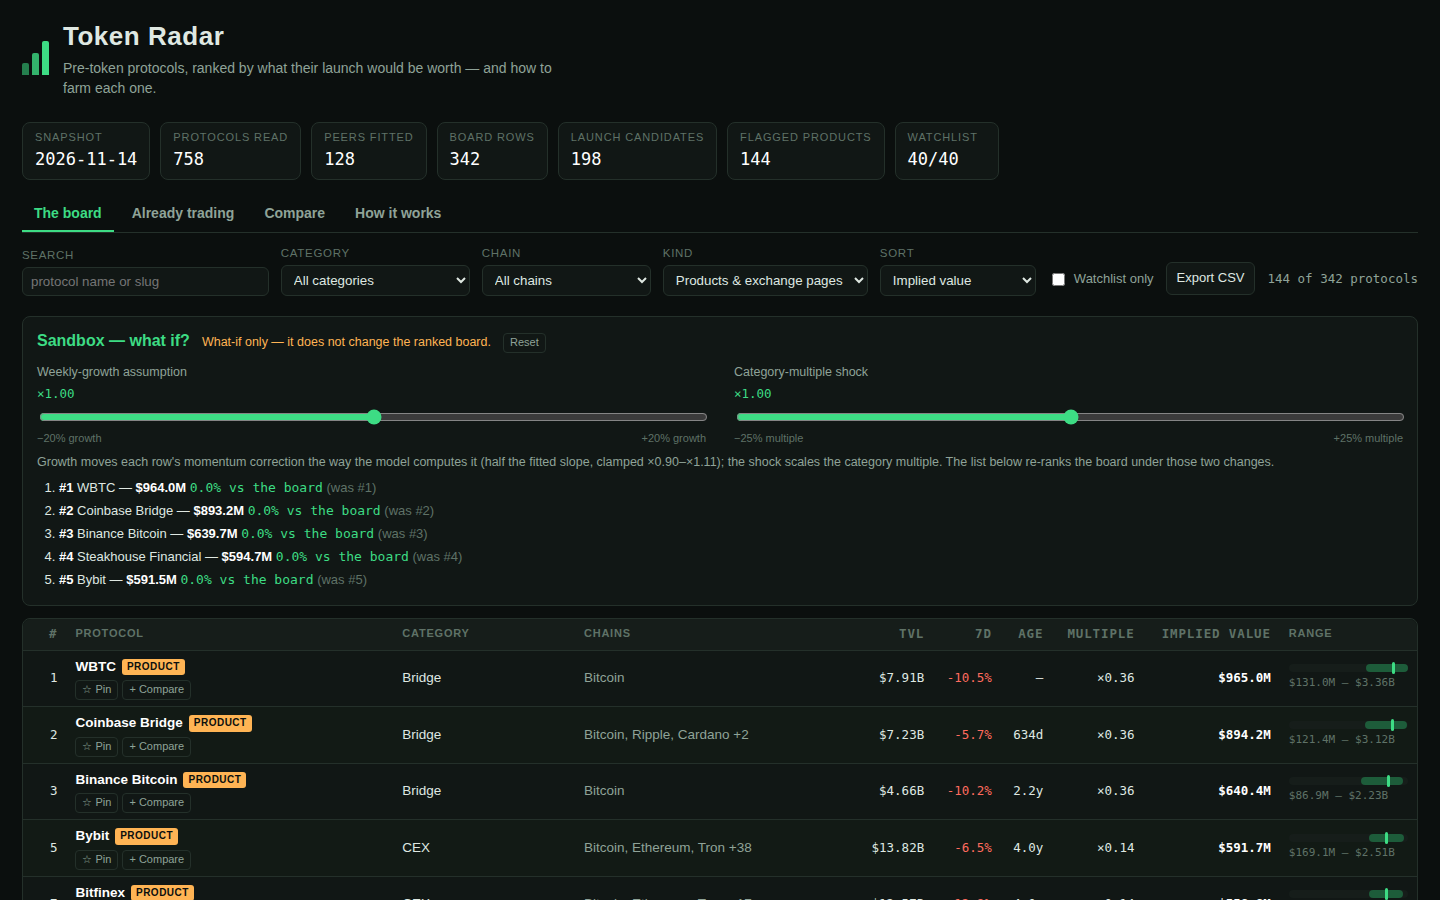 Token Radar
Pre-token protocols, ranked by what their launch would be worth — and how to
farm each one.
SNAPSHOT
2026-11-14
PROTOCOLS READ
758
PEERS FITTED
128
BOARD ROWS
342
LAUNCH CANDIDATES
198
FLAGGED PRODUCTS
144
WATCHLIST
40/40
The board Already trading Compare How it works
SEARCH CATEGORY CHAIN KIND SORT
protocol name or slug All categories All chains Products & exchange pages Implied value Watchlist only Export CSV 144 of 342 protocols
Sandbox — what if? What-if only — it does not change the ranked board. Reset
Weekly-growth assumption
×1.00
−20% growth +20% growth
Category-multiple shock
×1.00
−25% multiple +25% multiple
Growth moves each row's momentum correction the way the model computes it (half the fitted slope, clamped ×0.90–×1.11); the shock scales the category multiple. The list below re-ranks the board under those two changes.
1. #1 WBTC — $964.0M 0.0% vs the board (was #1)
2. #2 Coinbase Bridge — $893.2M 0.0% vs the board (was #2)
3. #3 Binance Bitcoin — $639.7M 0.0% vs the board (was #3)
4. #4 Steakhouse Financial — $594.7M 0.0% vs the board (was #4)
5. #5 Bybit — $591.5M 0.0% vs the board (was #5)
# PROTOCOL CATEGORY CHAINS TVL 7D AGE MULTIPLE IMPLIED VALUE RANGE
1 WBTC PRODUCT Bridge Bitcoin $7.91B -10.5% — ×0.36 $965.0M
☆ Pin + Compare $131.0M — $3.36B
2 Coinbase Bridge PRODUCT Bridge Bitcoin, Ripple, Cardano +2 $7.23B -5.7% 634d ×0.36 $894.2M
☆ Pin + Compare $121.4M — $3.12B
3 Binance Bitcoin PRODUCT Bridge Bitcoin $4.66B -10.2% 2.2y ×0.36 $640.4M
☆ Pin + Compare $86.9M — $2.23B
5 Bybit PRODUCT CEX Bitcoin, Ethereum, Tron +38 $13.82B -6.5% 4.0y ×0.14 $591.7M
☆ Pin + Compare $169.1M — $2.51B
Bitfinex PRODUCT